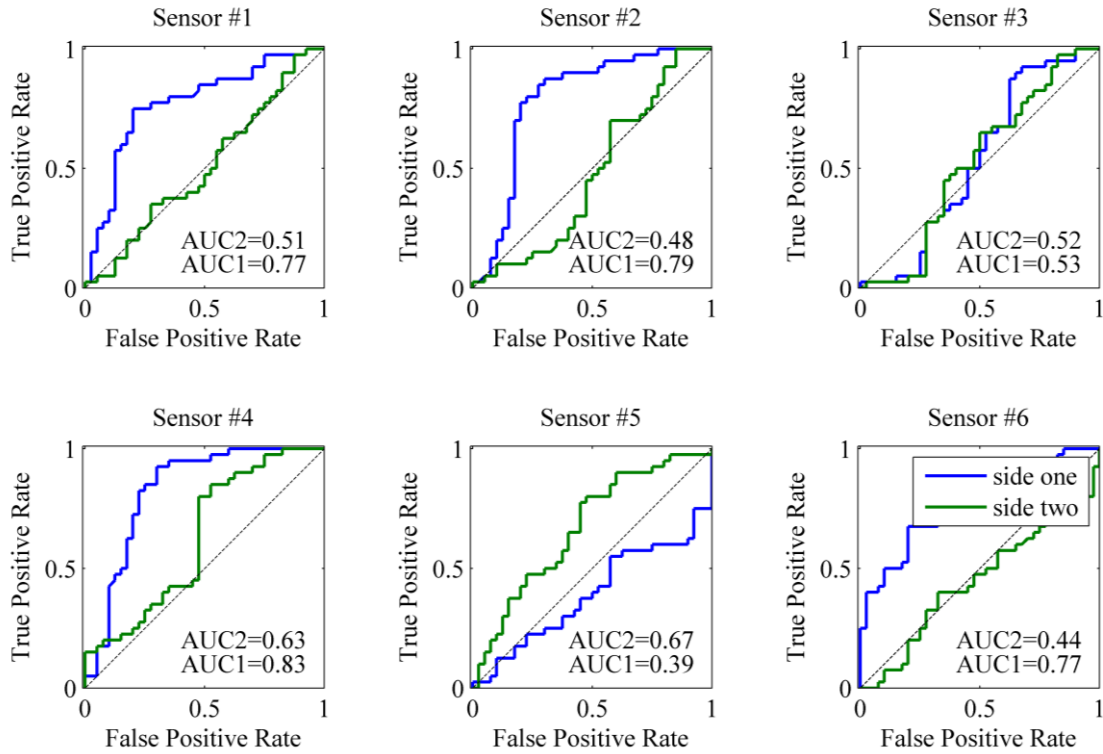 Sensor #1
True Positive Rate
1
0.5
0
AUC2=0.51
AUC1=0.77
0 0.5 1
False Positive Rate
Sensor #2
True Positive Rate
1
0.5
0
AUC2=0.48
AUC1=0.79
0 0.5 1
False Positive Rate
Sensor #3
True Positive Rate
1
0.5
0
AUC2=0.52
AUC1=0.53
0 0.5 1
False Positive Rate
Sensor #4
True Positive Rate
1
0.5
0
AUC2=0.63
AUC1=0.83
0 0.5 1
False Positive Rate
Sensor #5
True Positive Rate
1
0.5
0
AUC2=0.67
AUC1=0.39
0 0.5 1
False Positive Rate
Sensor #6
True Positive Rate
1
0.5
0
side one
side two
AUC2=0.44
AUC1=0.77
0 0.5 1
False Positive Rate